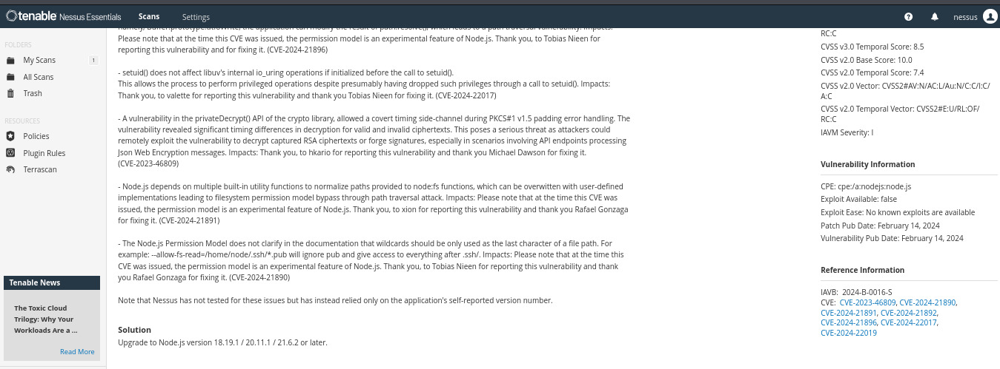 tenable Nessus Essentials Scans Settings nessus
FOLDERS
My Scans 1
All Scans
Trash
RESOURCES
Policies
Plugin Rules
Terrascan
Tenable News
The Toxic Cloud
Trilogy: Why Your
Workloads Are a ...
Read More
the application can modify the result of path.resolve(), which leads to a path traversal vulnerability. Impacts:
Please note that at the time this CVE was issued, the permission model is an experimental feature of Node.js. Thank you, to Tobias Nieen for
reporting this vulnerability and for fixing it. (CVE-2024-21896)
- setuid() does not affect libuv's internal io_uring operations if initialized before the call to setuid().
This allows the process to perform privileged operations despite presumably having dropped such privileges through a call to setuid(). Impacts:
Thank you, to valette for reporting this vulnerability and thank you Tobias Nieen for fixing it. (CVE-2024-22017)
- A vulnerability in the privateDecrypt() API of the crypto library, allowed a covert timing side-channel during PKCS#1 v1.5 padding error handling. The
vulnerability revealed significant timing differences in decryption for valid and invalid ciphertexts. This poses a serious threat as attackers could
remotely exploit the vulnerability to decrypt captured RSA ciphertexts or forge signatures, especially in scenarios involving API endpoints processing
Json Web Encryption messages. Impacts: Thank you, to hkario for reporting this vulnerability and thank you Michael Dawson for fixing it.
(CVE-2023-46809)
- Node.js depends on multiple built-in utility functions to normalize paths provided to node:fs functions, which can be overwitten with user-defined
implementations leading to filesystem permission model bypass through path traversal attack. Impacts: Please note that at the time this CVE was
issued, the permission model is an experimental feature of Node.js. Thank you, to xion for reporting this vulnerability and thank you Rafael Gonzaga
for fixing it. (CVE-2024-21891)
- The Node.js Permission Model does not clarify in the documentation that wildcards should be only used as the last character of a file path. For
example: --allow-fs-read=/home/node/.ssh/*.pub will ignore pub and give access to everything after .ssh/. Impacts: Please note that at the time this
CVE was issued, the permission model is an experimental feature of Node.js. Thank you, to Tobias Nieen for reporting this vulnerability and thank
you Rafael Gonzaga for fixing it. (CVE-2024-21890)
Note that Nessus has not tested for these issues but has instead relied only on the application's self-reported version number.
Solution
Upgrade to Node.js version 18.19.1 / 20.11.1 / 21.6.2 or later.
RC:C
CVSS v3.0 Temporal Score: 8.5
CVSS v2.0 Base Score: 10.0
CVSS v2.0 Temporal Score: 7.4
CVSS v2.0 Vector: CVSS2#AV:N/AC:L/Au:N/C:C/I:C/
A:C
CVSS v2.0 Temporal Vector: CVSS2#E:U/RL:OF/
RC:C
IAVM Severity: I
Vulnerability Information
CPE: cpe:/a:nodejs:node.js
Exploit Available: false
Exploit Ease: No known exploits are available
Patch Pub Date: February 14, 2024
Vulnerability Pub Date: February 14, 2024
Reference Information
IAVB: 2024-B-0016-S
CVE: CVE-2023-46809, CVE-2024-21890,
CVE-2024-21891, CVE-2024-21892,
CVE-2024-21896, CVE-2024-22017,
CVE-2024-22019